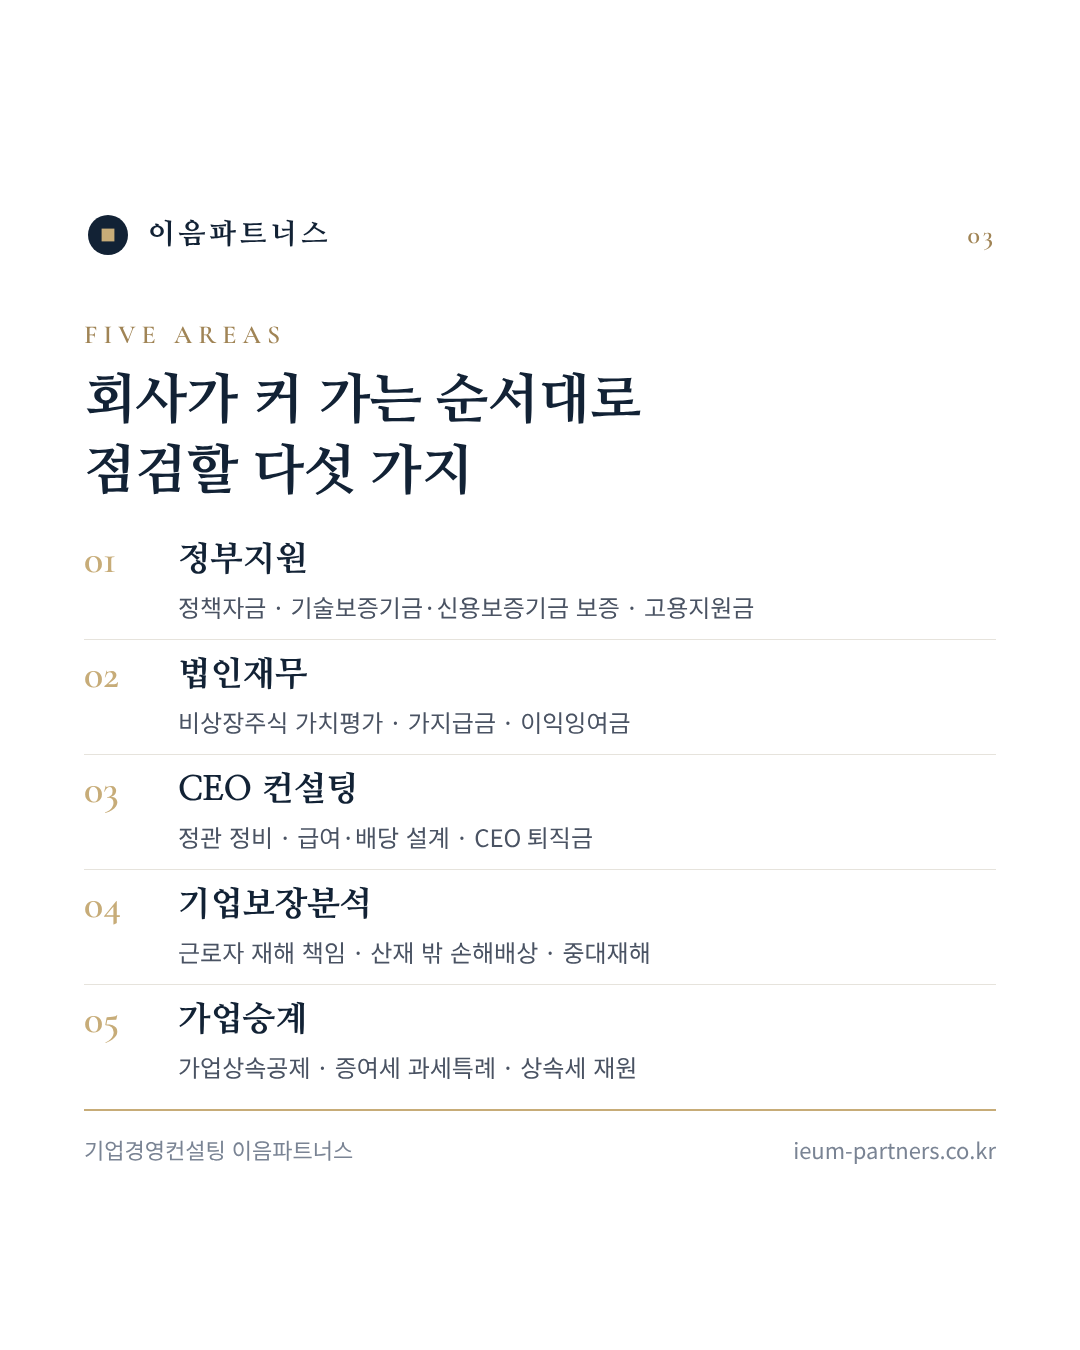 이음파트너스
03
FIVE AREAS
회사가 커 가는 순서대로
점검할 다섯 가지
01 정부지원
정책자금 · 기술보증기금·신용보증기금 보증 · 고용지원금
02 법인재무
비상장주식 가치평가 · 가지급금 · 이익잉여금
03 CEO 컨설팅
정관 정비 · 급여·배당 설계 · CEO 퇴직금
04 기업보장분석
근로자 재해 책임 · 산재 밖 손해배상 · 중대재해
05 가업승계
가업상속공제 · 증여세 과세특례 · 상속세 재원
기업경영컨설팅 이음파트너스
ieum-partners.co.kr